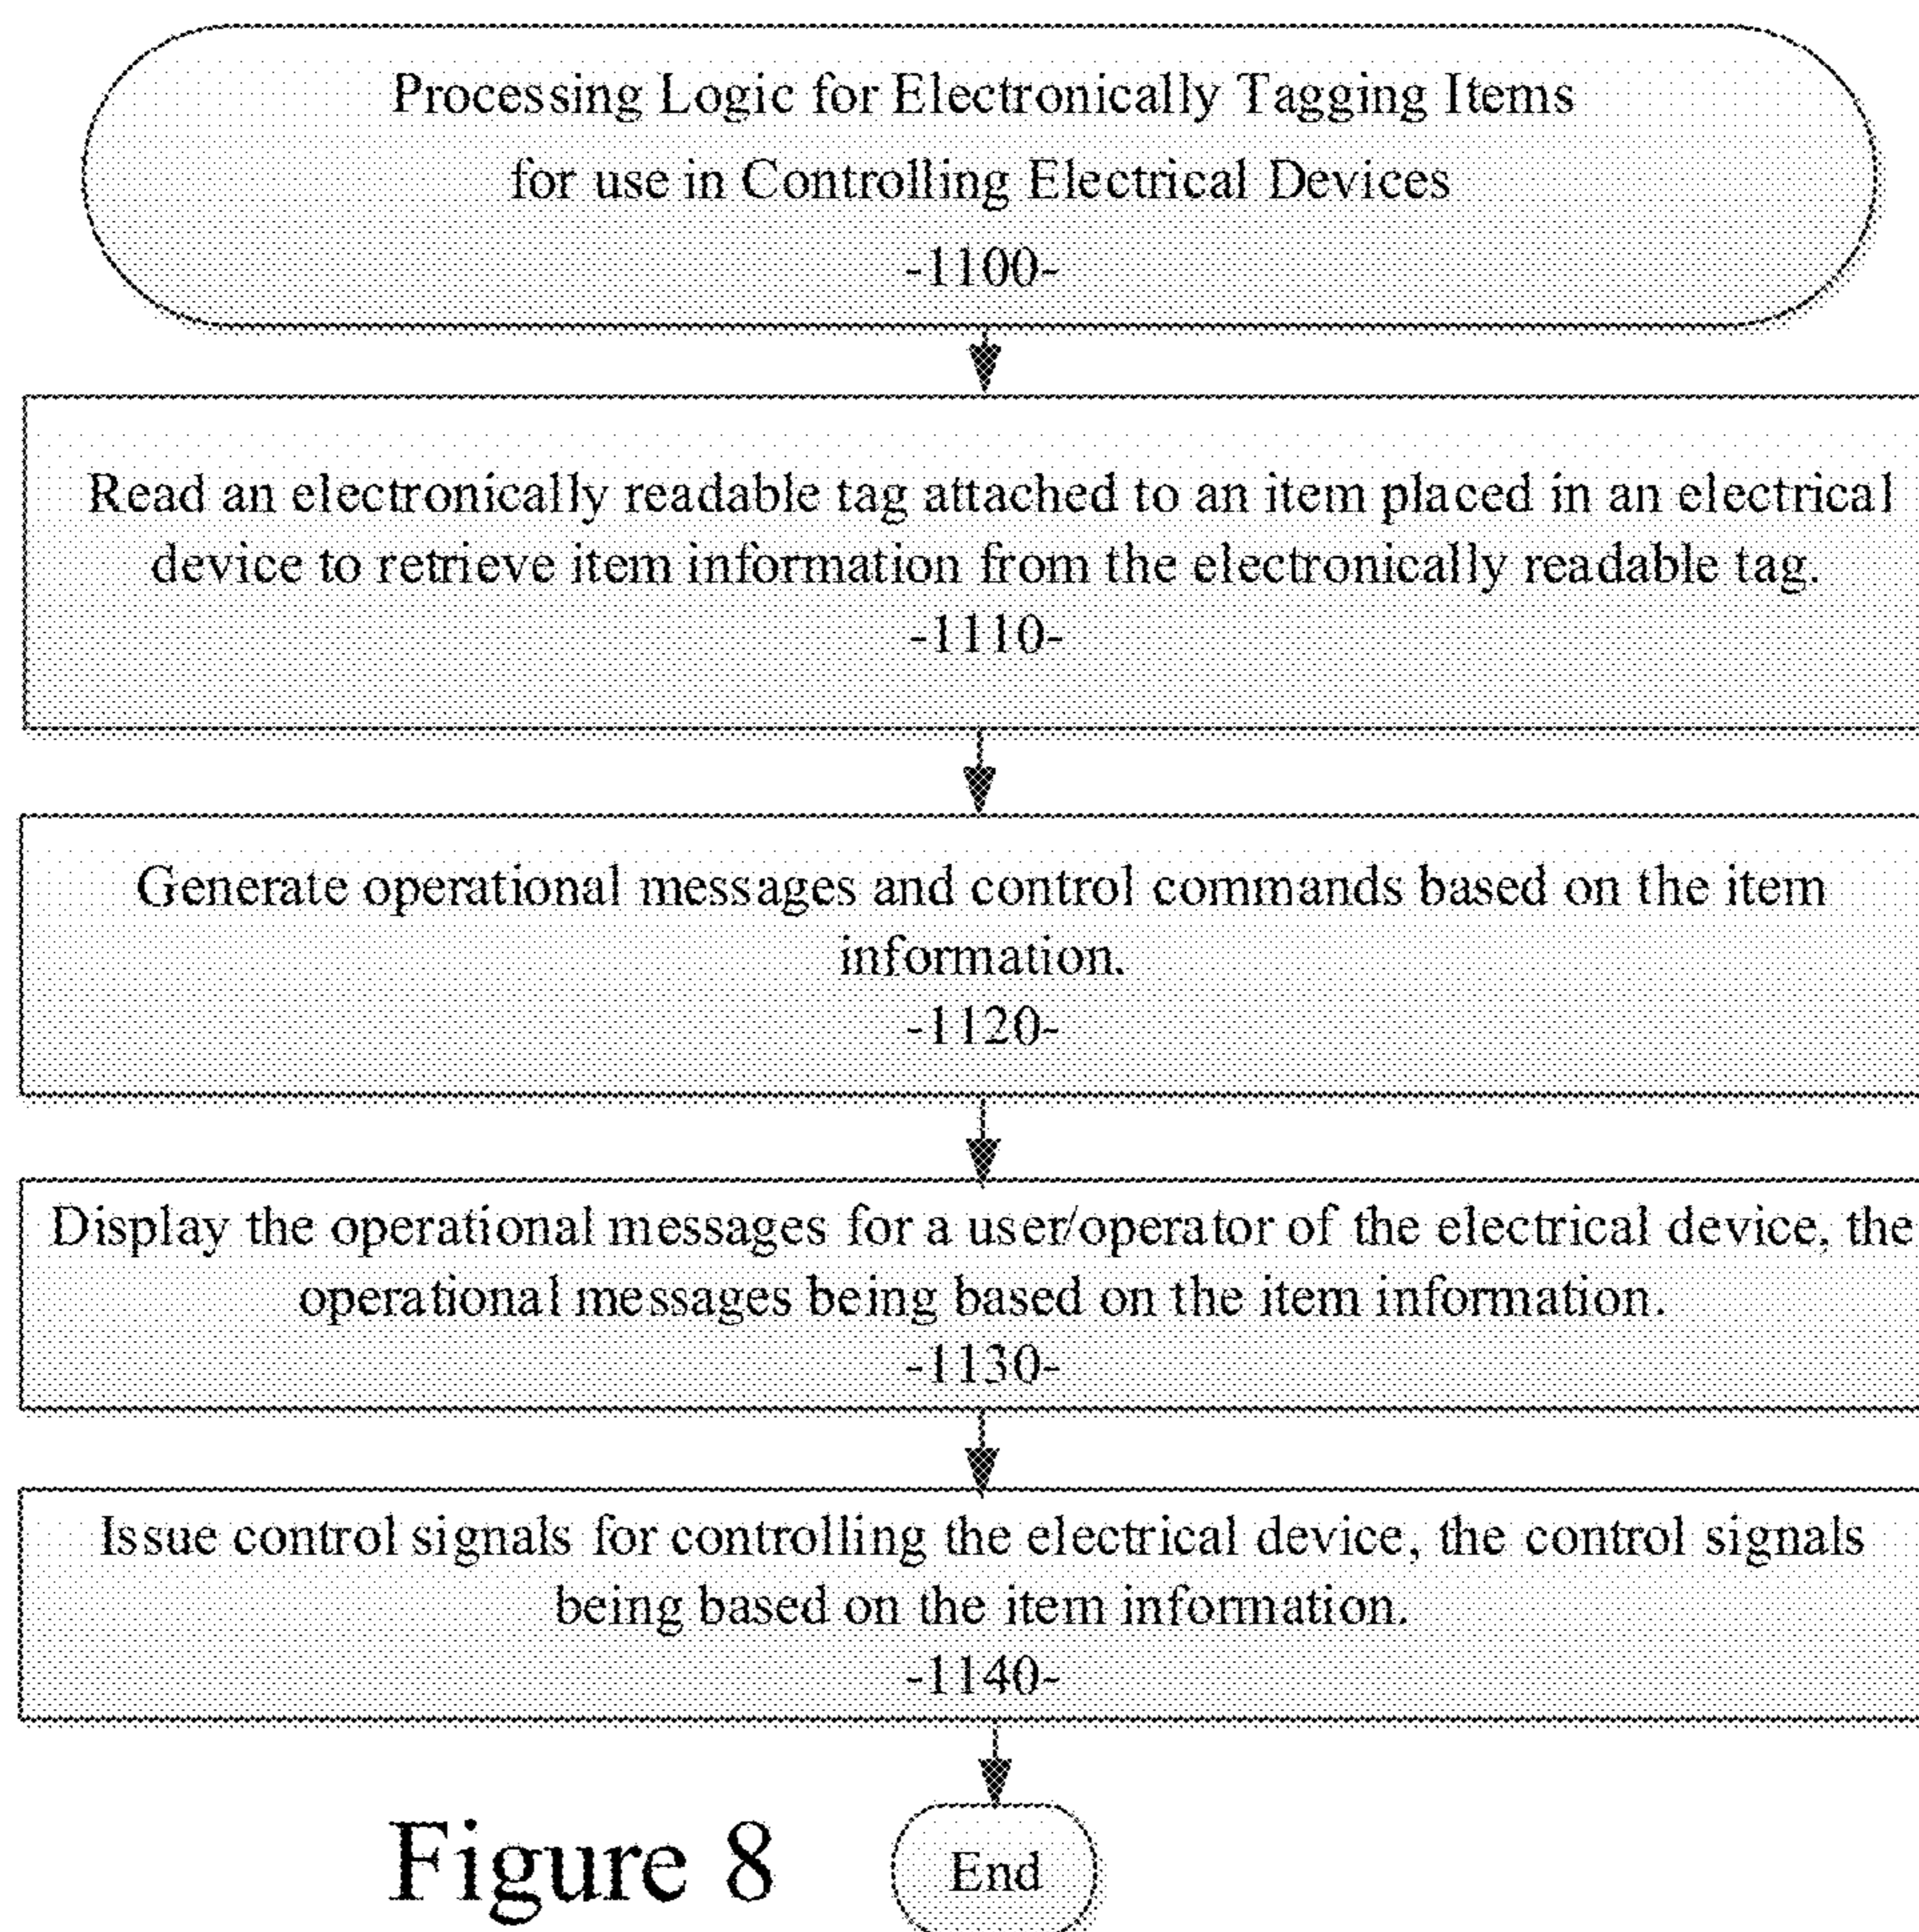 Processing Logic for Electronically Tagging Items
for use in Controlling Electrical Devices
-1100-
Read an electronically readable tag attached to an item placed in an electrical
device to retrieve item information from the electronically readable tag.
-1110-
Generate operational messages and control commands based on the item
information.
-1120-
Display the operational messages for a user/operator of the electrical device, the
operational messages being based on the item information.
-1130-
Issue control signals for controlling the electrical device, the control signals
being based on the item information.
-1140-
Figure 8
End